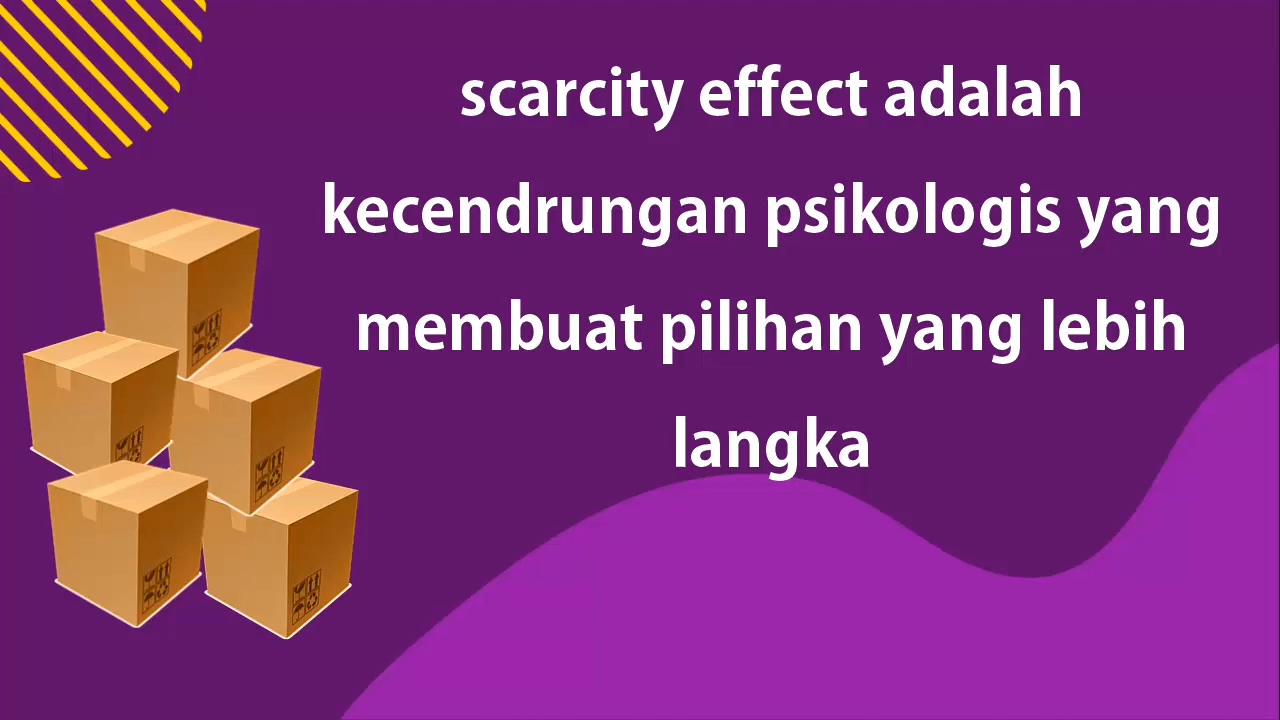 scarcity effect adalah
kecendrungan psikologis yang
membuat pilihan yang lebih
langka